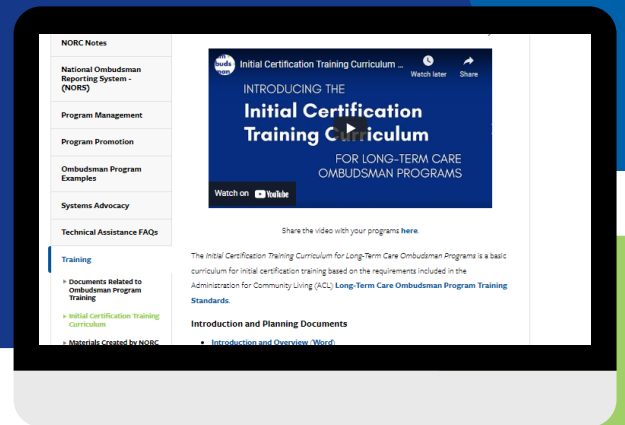 NORC Notes
National Ombudsman
Reporting System -
(NORS)
Program Management
Program Promotion
Ombudsman Program
Examples
Systems Advocacy
Technical Assistance FAQs
Training
Documents Related to
Ombudsman Program
Training
Initial Certification Training
Curriculum
Materials Created by NORC
buds
Initial Certification Training Curriculum ...
Watch later
Share
INTRODUCING THE
Initial Certification
Training Curriculum
FOR LONG-TERM CARE
OMBUDSMAN PROGRAMS
Watch on YouTube
Share the video with your programs here.
The Initial Certification Training Curriculum for Long-Term Care Ombudsman Programs is a basic
curriculum for initial certification training based on the requirements included in the
Administration for Community Living (ACL) Long-Term Care Ombudsman Program Training
Standards.
Introduction and Planning Documents
• Introduction and Overview (Word)